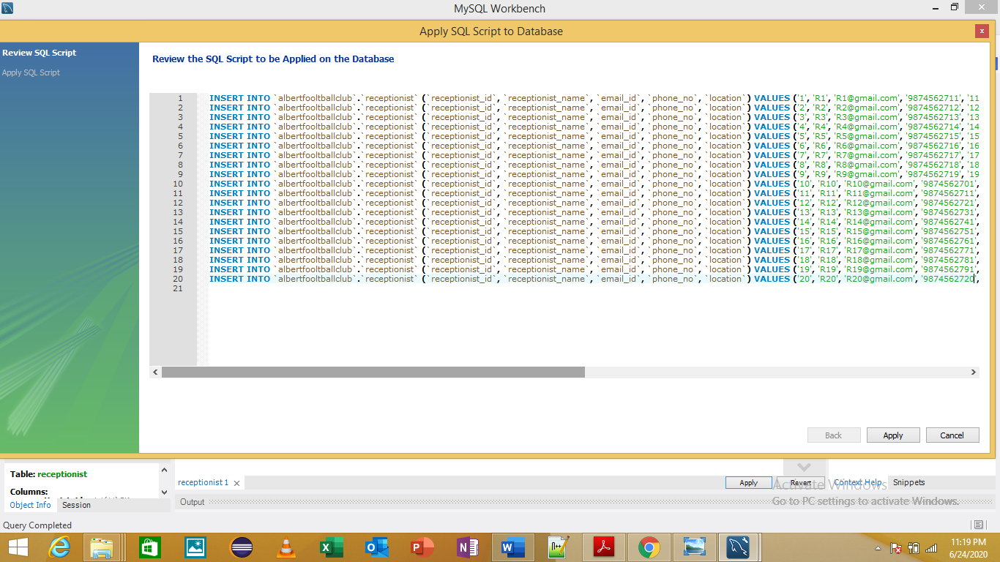 MySQL Workbench
Apply SQL Script to Database
Review SQL Script
Apply SQL Script
Review the SQL Script to be Applied on the Database
1 INSERT INTO `albertfooltballclub`.`receptionist` (`receptionist_id`, `receptionist_name`, `email_id`, `phone_no`, `location`) VALUES ('1', 'R1', 'R1@gmail.com', '9874562711', '11
2 INSERT INTO `albertfooltballclub`.`receptionist` (`receptionist_id`, `receptionist_name`, `email_id`, `phone_no`, `location`) VALUES ('2', 'R2', 'R2@gmail.com', '9874562712', '12
3 INSERT INTO `albertfooltballclub`.`receptionist` (`receptionist_id`, `receptionist_name`, `email_id`, `phone_no`, `location`) VALUES ('3', 'R3', 'R3@gmail.com', '9874562713', '13
4 INSERT INTO `albertfooltballclub`.`receptionist` (`receptionist_id`, `receptionist_name`, `email_id`, `phone_no`, `location`) VALUES ('4', 'R4', 'R4@gmail.com', '9874562714', '14
5 INSERT INTO `albertfooltballclub`.`receptionist` (`receptionist_id`, `receptionist_name`, `email_id`, `phone_no`, `location`) VALUES ('5', 'R5', 'R5@gmail.com', '9874562715', '15
6 INSERT INTO `albertfooltballclub`.`receptionist` (`receptionist_id`, `receptionist_name`, `email_id`, `phone_no`, `location`) VALUES ('6', 'R6', 'R6@gmail.com', '9874562716', '16
7 INSERT INTO `albertfooltballclub`.`receptionist` (`receptionist_id`, `receptionist_name`, `email_id`, `phone_no`, `location`) VALUES ('7', 'R7', 'R7@gmail.com', '9874562717', '17
8 INSERT INTO `albertfooltballclub`.`receptionist` (`receptionist_id`, `receptionist_name`, `email_id`, `phone_no`, `location`) VALUES ('8', 'R8', 'R8@gmail.com', '9874562718', '18
9 INSERT INTO `albertfooltballclub`.`receptionist` (`receptionist_id`, `receptionist_name`, `email_id`, `phone_no`, `location`) VALUES ('9', 'R9', 'R9@gmail.com', '9874562719', '19
10 INSERT INTO `albertfooltballclub`.`receptionist` (`receptionist_id`, `receptionist_name`, `email_id`, `phone_no`, `location`) VALUES ('10', 'R10', 'R10@gmail.com', '9874562701',
11 INSERT INTO `albertfooltballclub`.`receptionist` (`receptionist_id`, `receptionist_name`, `email_id`, `phone_no`, `location`) VALUES ('11', 'R11', 'R11@gmail.com', '9874562711',
12 INSERT INTO `albertfooltballclub`.`receptionist` (`receptionist_id`, `receptionist_name`, `email_id`, `phone_no`, `location`) VALUES ('12', 'R12', 'R12@gmail.com', '9874562721',
13 INSERT INTO `albertfooltballclub`.`receptionist` (`receptionist_id`, `receptionist_name`, `email_id`, `phone_no`, `location`) VALUES ('13', 'R13', 'R13@gmail.com', '9874562731',
14 INSERT INTO `albertfooltballclub`.`receptionist` (`receptionist_id`, `receptionist_name`, `email_id`, `phone_no`, `location`) VALUES ('14', 'R14', 'R14@gmail.com', '9874562741',
15 INSERT INTO `albertfooltballclub`.`receptionist` (`receptionist_id`, `receptionist_name`, `email_id`, `phone_no`, `location`) VALUES ('15', 'R15', 'R15@gmail.com', '9874562751',
16 INSERT INTO `albertfooltballclub`.`receptionist` (`receptionist_id`, `receptionist_name`, `email_id`, `phone_no`, `location`) VALUES ('16', 'R16', 'R16@gmail.com', '9874562761',
17 INSERT INTO `albertfooltballclub`.`receptionist` (`receptionist_id`, `receptionist_name`, `email_id`, `phone_no`, `location`) VALUES ('17', 'R17', 'R17@gmail.com', '9874562771',
18 INSERT INTO `albertfooltballclub`.`receptionist` (`receptionist_id`, `receptionist_name`, `email_id`, `phone_no`, `location`) VALUES ('18', 'R18', 'R18@gmail.com', '9874562781',
19 INSERT INTO `albertfooltballclub`.`receptionist` (`receptionist_id`, `receptionist_name`, `email_id`, `phone_no`, `location`) VALUES ('19', 'R19', 'R19@gmail.com', '9874562791',
20 INSERT INTO `albertfooltballclub`.`receptionist` (`receptionist_id`, `receptionist_name`, `email_id`, `phone_no`, `location`) VALUES ('20', 'R20', 'R20@gmail.com', '9874562720',
21
Back Apply Cancel
Table: receptionist
Columns:
Object Info Session
receptionist 1
Apply Revert Context Help Snippets
Output
Activate Windows
Go to PC settings to activate Windows.
Query Completed
11:19 PM
6/24/2020